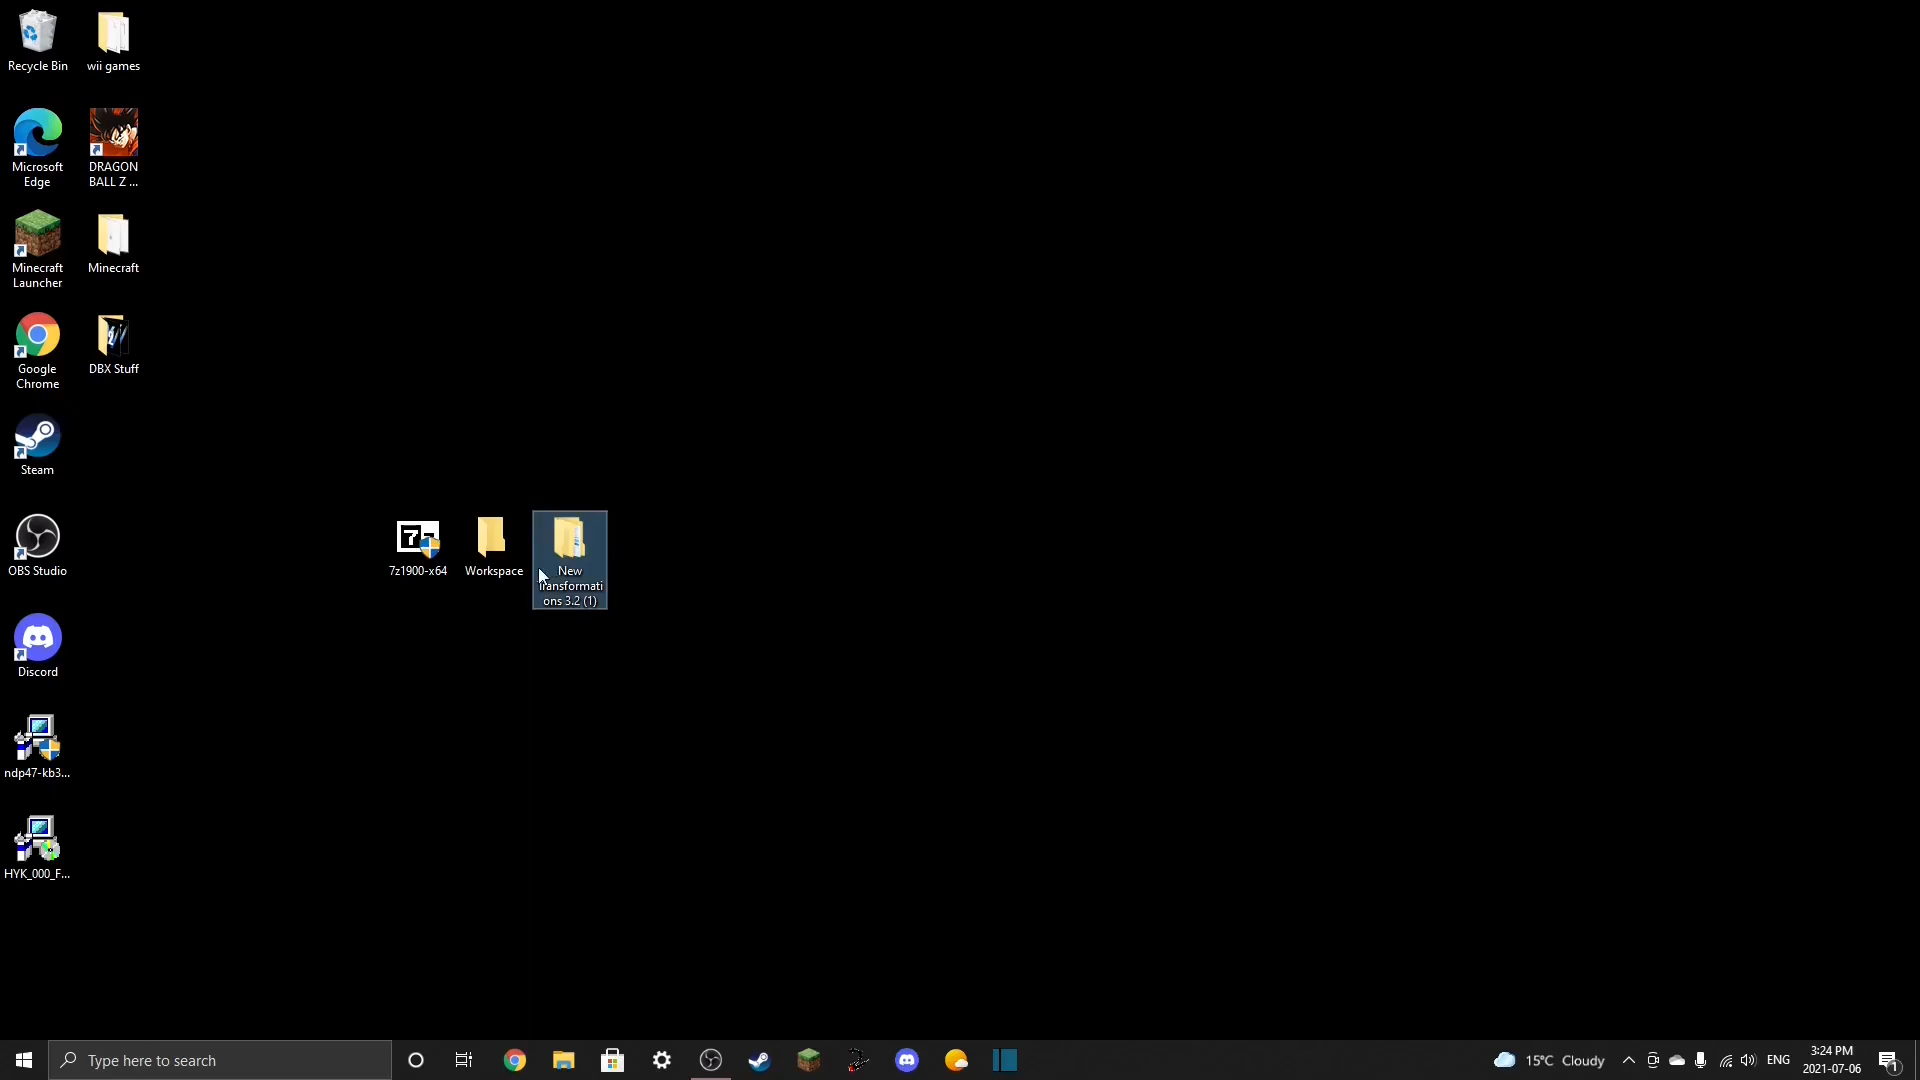 Recycle Bin
wii games
Microsoft
Edge
DRAGON
BALL Z ...
Minecraft
Launcher
Minecraft
Google
Chrome
DBX Stuff
Steam
OBS Studio
7z1900-x64
Workspace
New
Transformati
ons 3.2 (1)
Discord
ndp47-kb3...
HYK_000_F...
Type here to search
15°C Cloudy
ENG
3:24 PM
2021-07-06
1